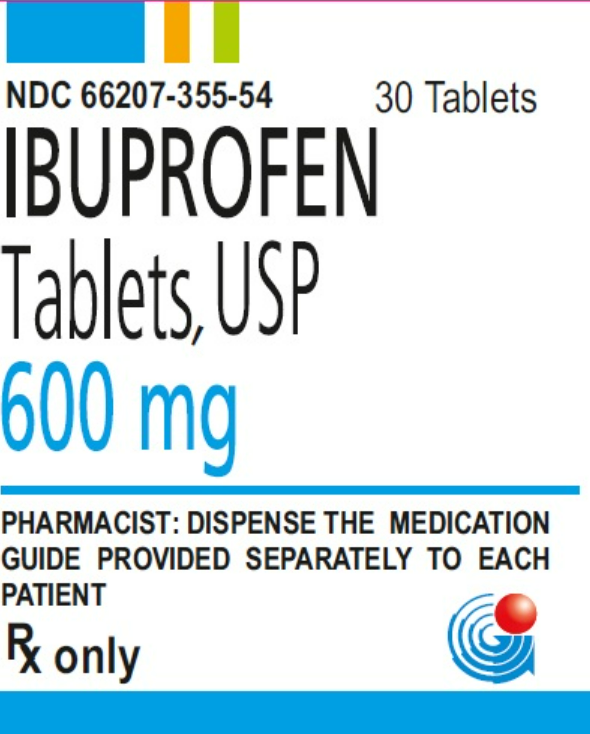 NDC 66207-355-54 30 Tablets
IBUPROFEN
Tablets, USP
600 mg
PHARMACIST: DISPENSE THE MEDICATION
GUIDE PROVIDED SEPARATELY TO EACH
PATIENT
Rx only